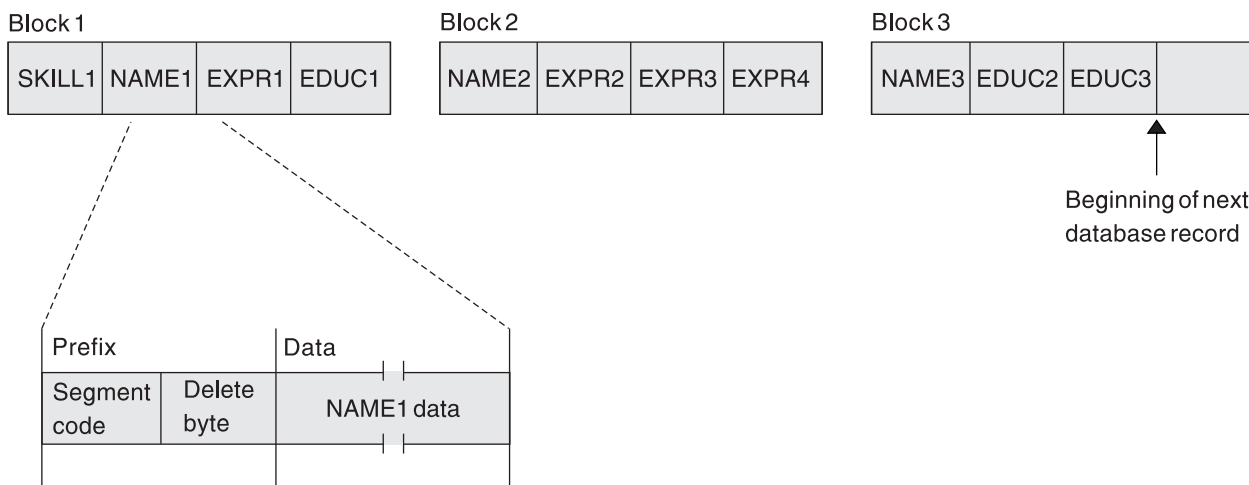 Block 1
Block 2
Block 3
SKILL1 NAME1 EXPR1 EDUC1
NAME2 EXPR2 EXPR3 EXPR4
NAME3 EDUC2 EDUC3
Beginning of next
database record
Prefix
Data
Segment
code
Delete
byte
NAME1 data